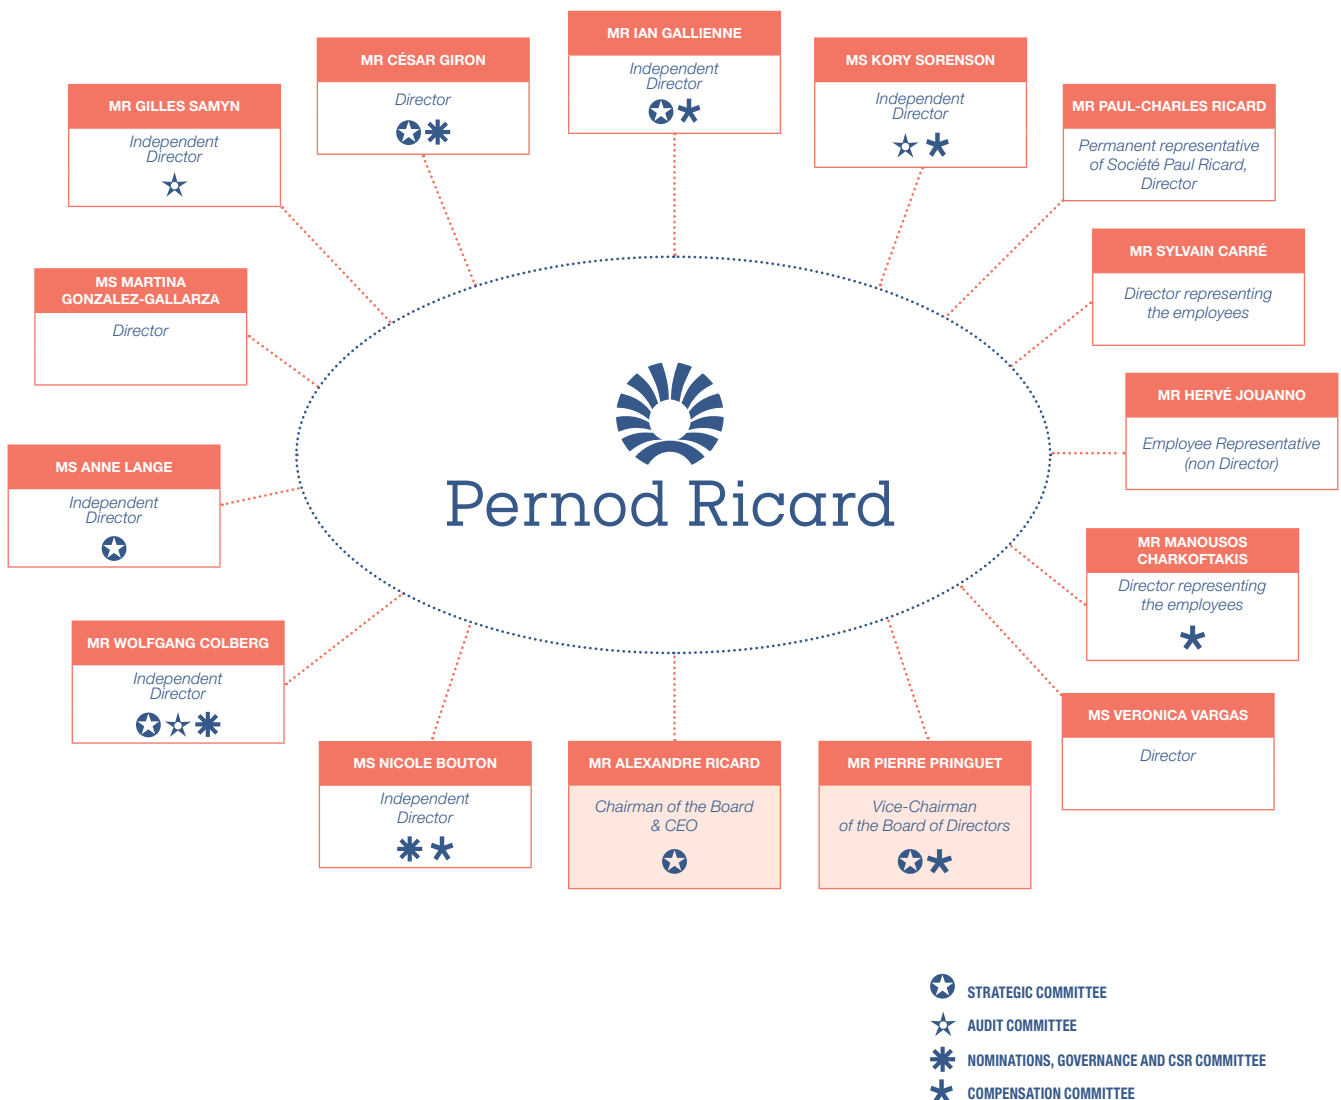 MR IAN GALLIENNE
Independent
Director
MR CÉSAR GIRON
Director
MS KORY SORENSON
Independent
Director
MR GILLES SAMYN
Independent
Director
MR PAUL-CHARLES RICARD
Permanent representative
of Société Paul Ricard,
Director
MS MARTINA
GONZALEZ-GALLARZA
Director
MR SYLVAIN CARRÉ
Director representing
the employees
MR HERVÉ JOUANNO
Employee Representative
(non Director)
Pernod Ricard
MS ANNE LANGE
Independent
Director
MR MANOUSOS
CHARKOFTAKIS
Director representing
the employees
MR WOLFGANG COLBERG
Independent
Director
MS VERONICA VARGAS
Director
MS NICOLE BOUTON
Independent
Director
MR ALEXANDRE RICARD
Chairman of the Board
& CEO
MR PIERRE PRINGUET
Vice-Chairman
of the Board of Directors
STRATEGIC COMMITTEE
AUDIT COMMITTEE
NOMINATIONS, GOVERNANCE AND CSR COMMITTEE
COMPENSATION COMMITTEE